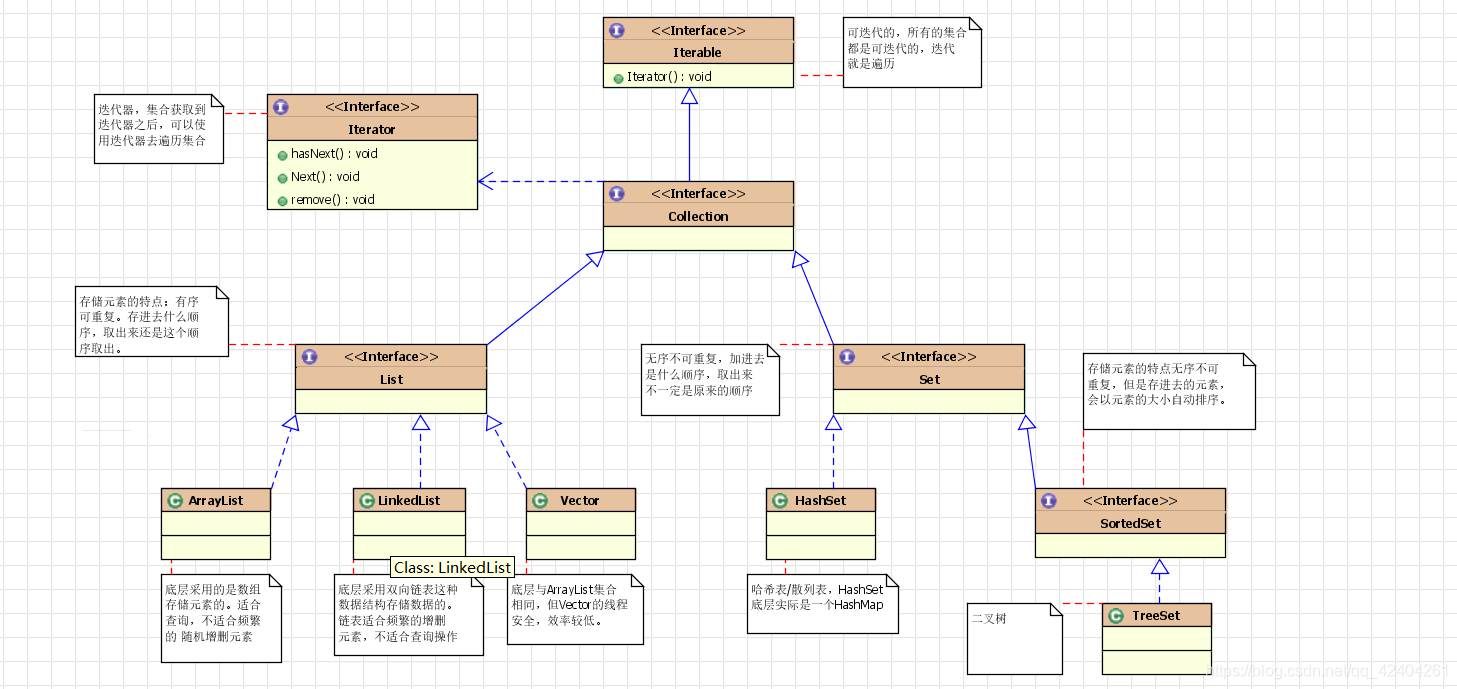 <<Interface>>
Iterable
Iterator() : void
可迭代的，所有的集合
都是可迭代的，迭代
就是遍历
迭代器，集合获取到
迭代器之后，可以使
用迭代器去遍历集合
<<Interface>>
Iterator
hasNext() : void
Next() : void
remove() : void
<<Interface>>
Collection
存储元素的特点：有序
可重复。存进去什么顺
序，取出来还是这个顺
序取出。
<<Interface>>
List
无序不可重复，加进去
是什么顺序，取出来
不一定是原来的顺序
<<Interface>>
Set
存储元素的特点无序不可
重复，但是存进去的元素，
会以元素的大小自动排序。
ArrayList
LinkedList
Vector
HashSet
<<Interface>>
SortedSet
Class: LinkedList
底层采用的是数组
存储元素的。适合
查询，不适合频繁
的 随机增删元素
底层采用双向链表这种
数据结构存储数据的。
链表适合频繁的增删
元素，不适合查询操作
底层与ArrayList集合
相同，但Vector的线程
安全，效率较低。
哈希表/散列表，HashSet
底层实际是一个HashMap
二叉树
TreeSet
https://blog.csdn.net/qq_42404261